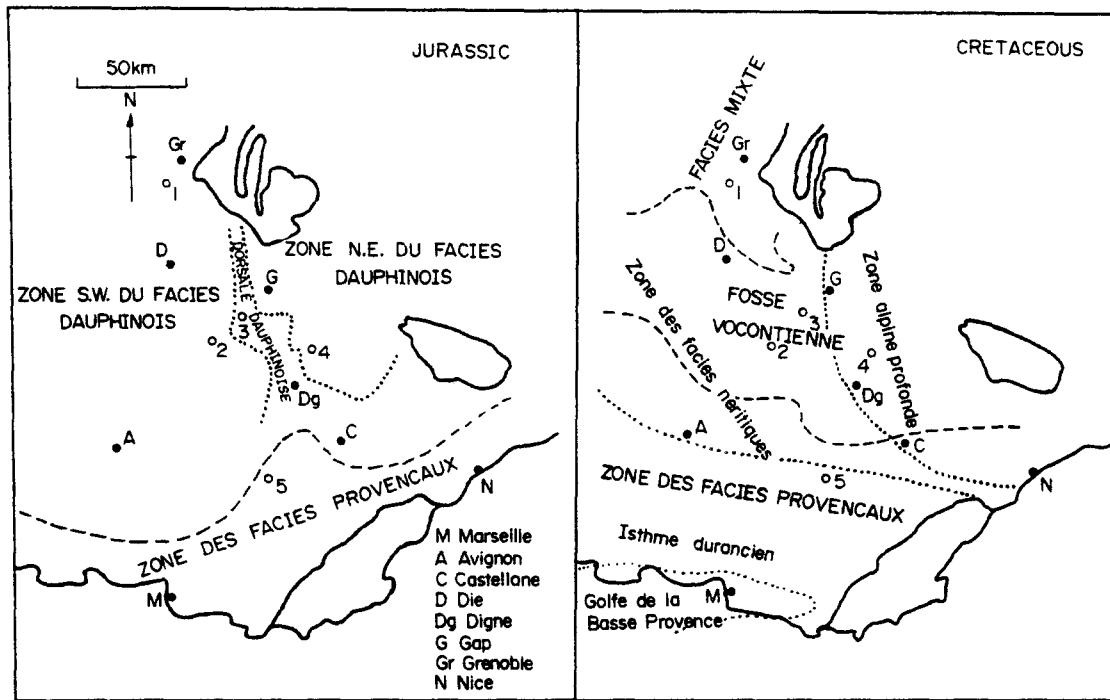 JURASSIC
50km
N
Gr
1
D
ZONE N.E. DU FACIES
DAUPHINOIS
DORSALE DAUPHINOISE
G
ZONE S.W. DU FACIES
DAUPHINOIS
3
2
4
Dg
A
C
5
N
ZONE DES FACIES PROVENCAUX
M
M Marseille
A Avignon
C Castellane
D Die
Dg Digne
G Gap
Gr Grenoble
N Nice
CRETACEOUS
FACIES MIXTE
Gr
1
D
Zone des facies neritiques
G
FOSSE
VOCONTIENNE
3
2
Zone alpine profonde
4
Dg
A
C
N
5
ZONE DES FACIES PROVENCAUX
Isthme durancien
M
Golfe de la
Basse Provence